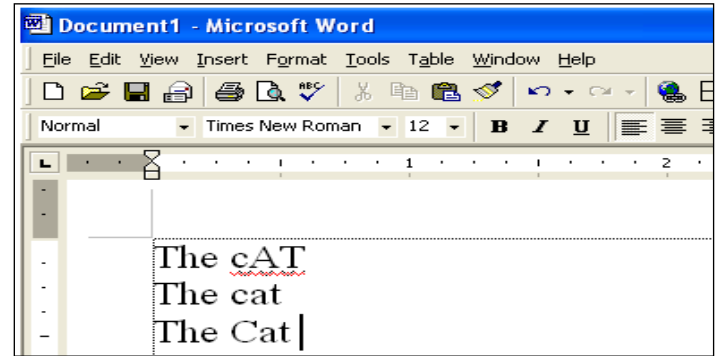 Document1 - Microsoft Word
File Edit View Insert Format Tools Table Window Help
ABC
Normal Times New Roman 12 B I U
L 1 2
The cAT
The cat
The Cat